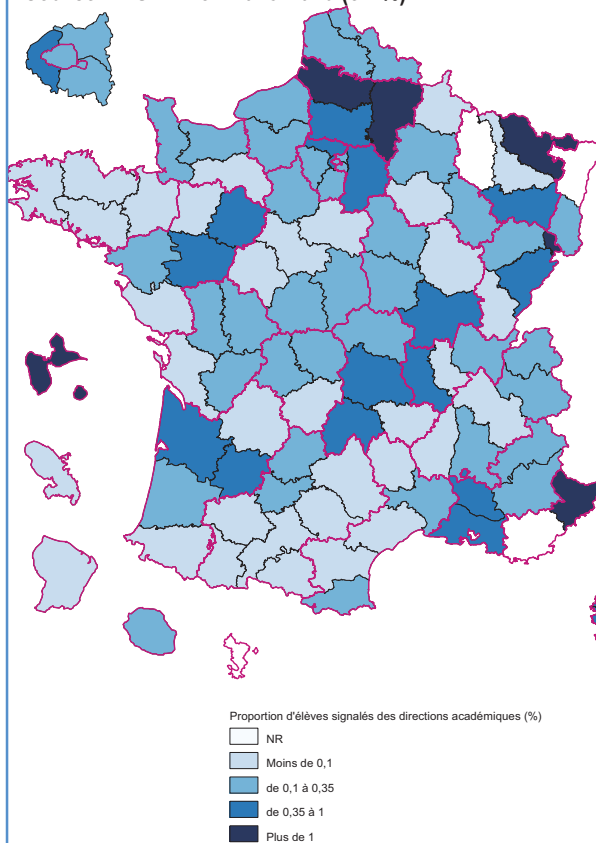 Proportion d'élèves signalés des directions académiques (%)
NR
Moins de 0,1
de 0,1 à 0,35
de 0,35 à 1
Plus de 1